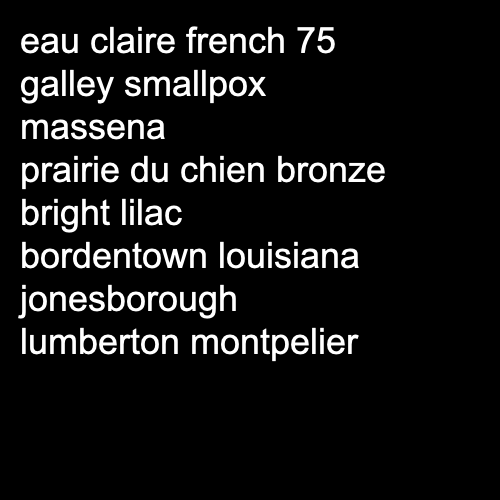 eau claire french 75
galley smallpox
massena
prairie du chien bronze
bright lilac
bordentown louisiana
jonesborough
lumberton montpelier